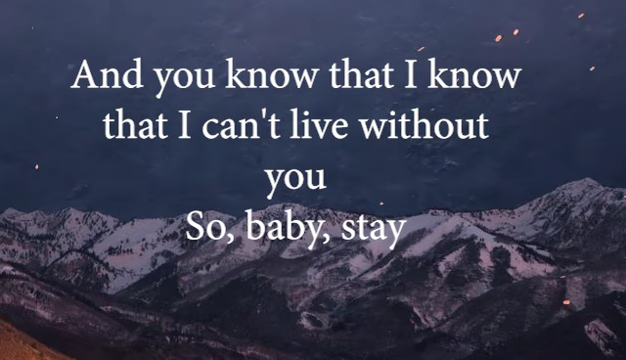 And you know that I know
that I can't live without
you
So, baby, stay